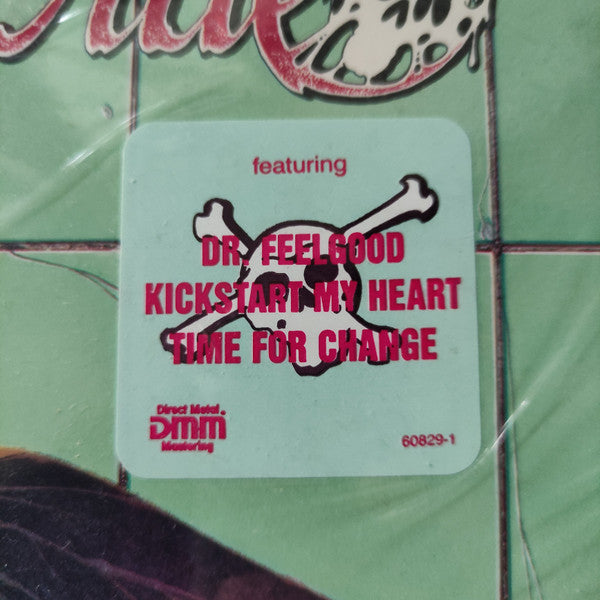 featuring
DR. FEELGOOD
KICKSTART MY HEART
TIME FOR CHANGE
Direct Metal
DMM
Mastering
60829-1